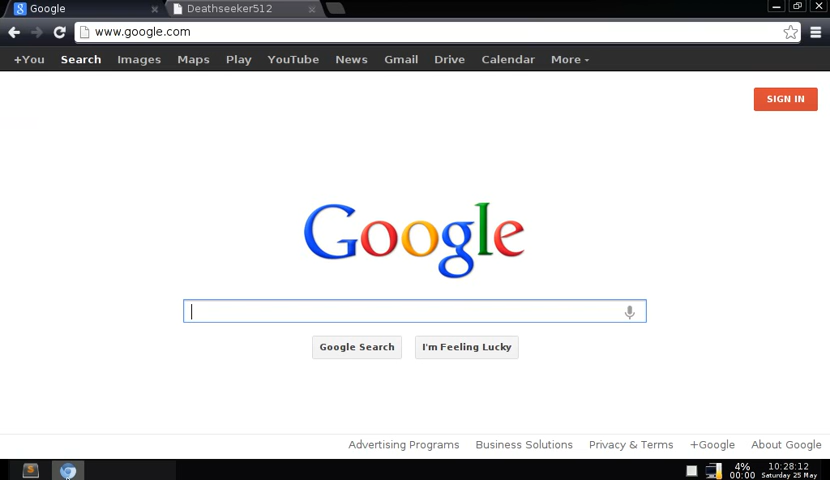 Google
Deathseeker512
www.google.com
+You Search Images Maps Play YouTube News Gmail Drive Calendar More
SIGN IN
Google
Google Search
I'm Feeling Lucky
Advertising Programs Business Solutions Privacy & Terms +Google About Google
4%
00:00
10:28:12
Saturday 25 May